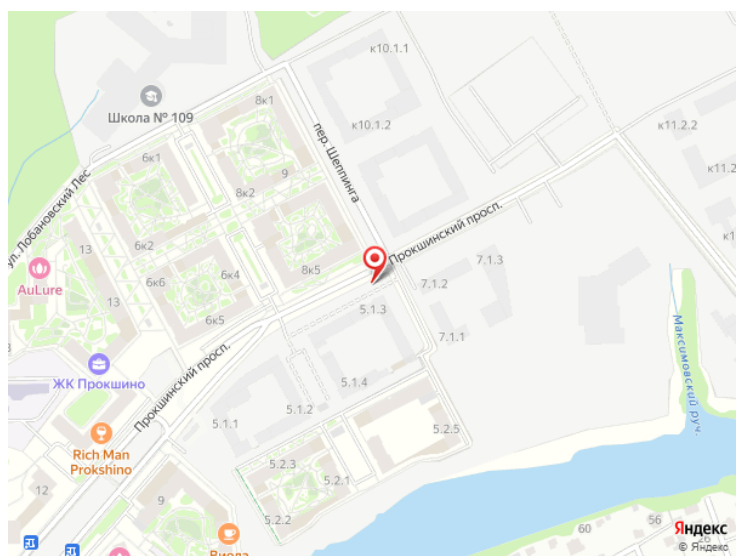 к10.1.1
8к1
Школа № 109
к10.1.2
к11.2.2
6к1
9
пер. Шеппинга
к11.2
8к2
ул. Лобановский Лес
Прокшинский просп.
6к2
13
6к6
6к4
8к5
7.1.3
7.1.2
AuLure
13
6к5
5.1.3
Максимовский руч.
7.1.1
ЖК Прокшино
Прокшинский просп.
5.1.4
5.1.2
5.1.1
Rich Man
Prokshino
5.2.5
5.2.3
5.2.1
12
9
5.2.2
Виола
60
56
Яндекс
© Яндекс